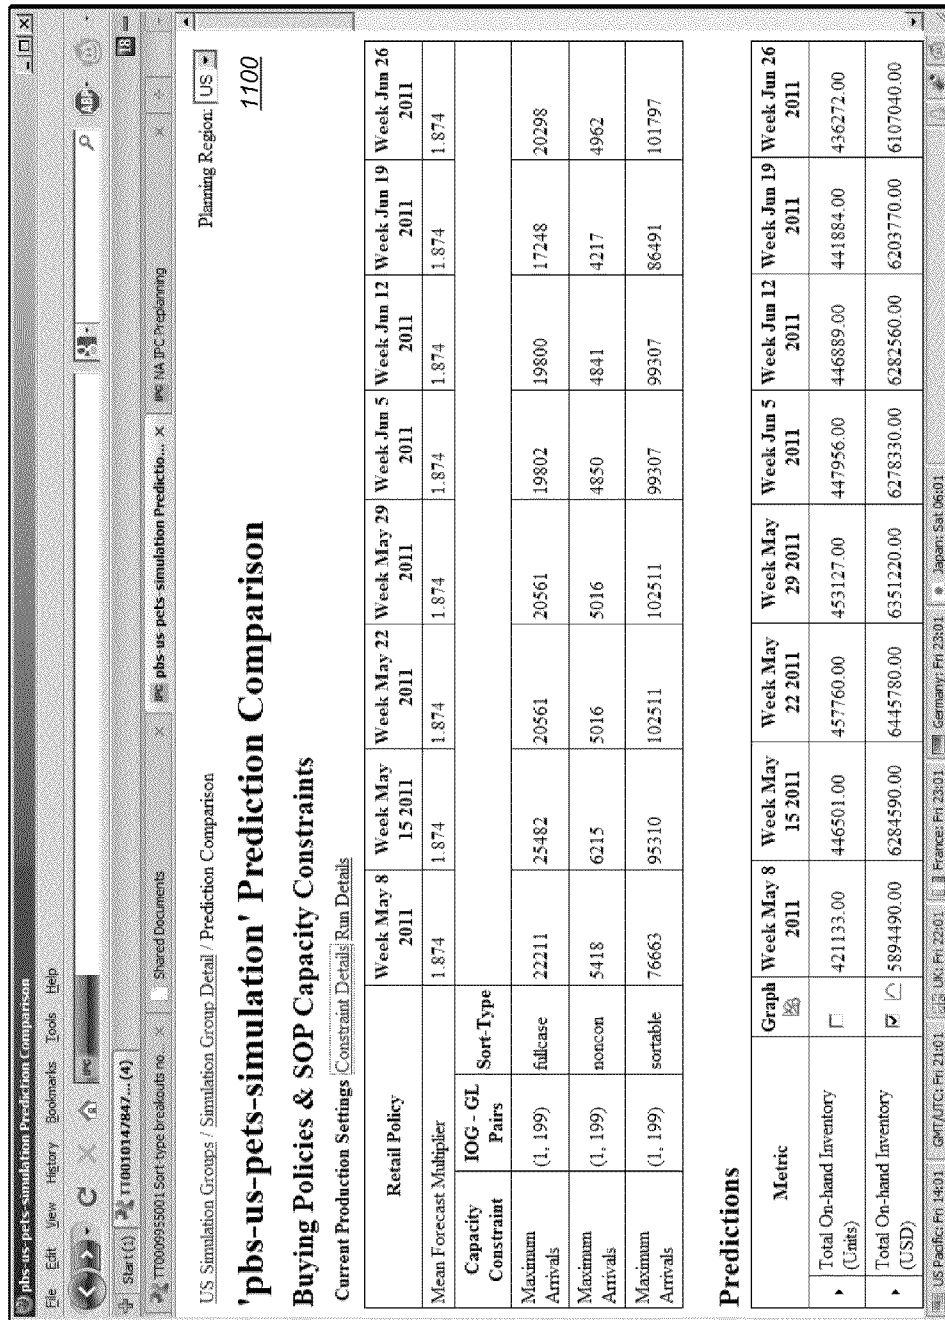 pbs-us-pets-simulation Prediction Comparison
File Edit View History Bookmarks Tools Help
IPC
ABP
Start (1) TT0010147847... (4) 18
TT0009955001 Sort-type breakouts no... × Shared Documents × IPC pbs-us-pets-simulation Predictio... × IPC NA IPC Preplanning ×
US Simulation Groups / Simulation Group Detail / Prediction Comparison Planning Region: US
'pbs-us-pets-simulation' Prediction Comparison 1100
Buying Policies & SOP Capacity Constraints
Current Production Settings Constraint Details Run Details
Retail Policy Week May 8 2011 Week May 15 2011 Week May 22 2011 Week May 29 2011 Week Jun 5 2011 Week Jun 12 2011 Week Jun 19 2011 Week Jun 26 2011
Mean Forecast Multiplier 1.874 1.874 1.874 1.874 1.874 1.874 1.874 1.874
Capacity Constraint IOG - GL Pairs Sort-Type
Maximum Arrivals (1, 199) fullcase 22211 25482 20561 20561 19802 19800 17248 20298
Maximum Arrivals (1, 199) noncon 5418 6215 5016 5016 4850 4841 4217 4962
Maximum Arrivals (1, 199) sortable 76663 95310 102511 102511 99307 99307 86491 101797
Predictions
Metric Graph Week May 8 2011 Week May 15 2011 Week May 22 2011 Week May 29 2011 Week Jun 5 2011 Week Jun 12 2011 Week Jun 19 2011 Week Jun 26 2011
Total On-hand Inventory (Units) 421133.00 446501.00 457760.00 453127.00 447956.00 446889.00 441884.00 436272.00
Total On-hand Inventory (USD) 5894490.00 6284590.00 6445780.00 6351220.00 6278330.00 6282560.00 6203770.00 6107040.00
US Pacific: Fri 14:01 GMT/UTC: Fri 21:01 UK: Fri 22:01 France: Fri 23:01 Germany: Fri 23:01 Japan: Sat 06:01